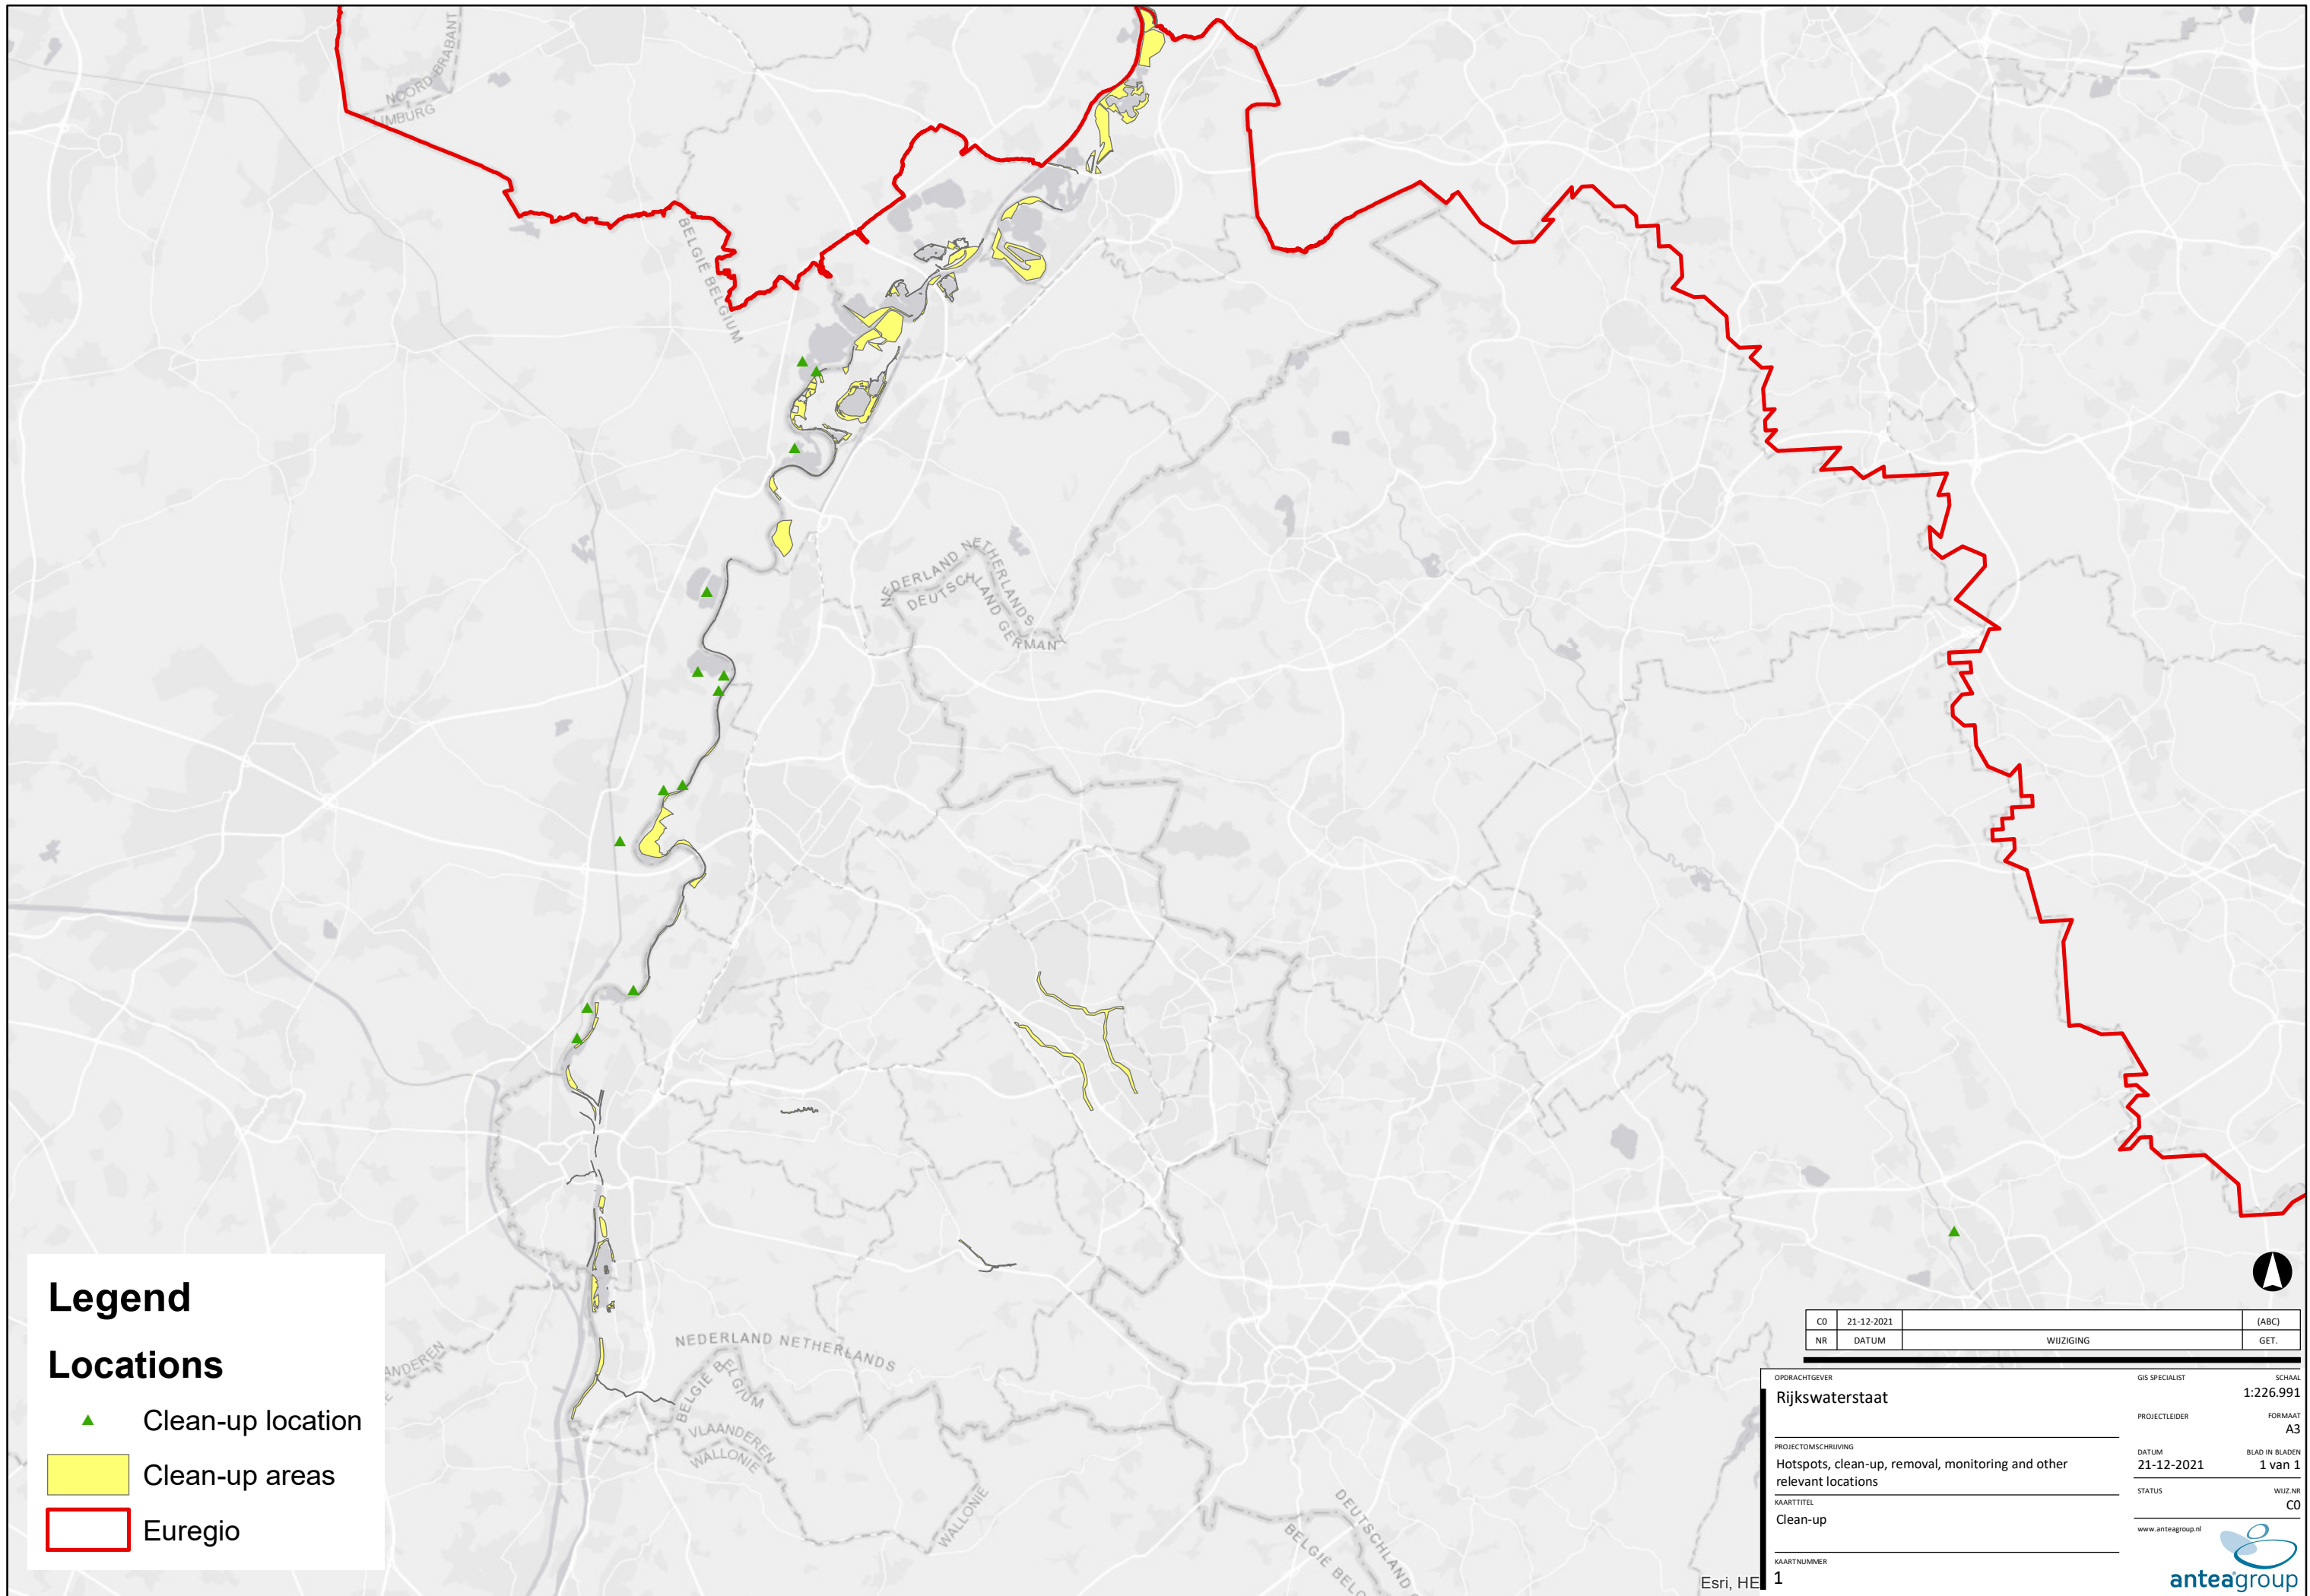 NOORD-BRABANT
LIMBURG
BELGIË BELGIUM
NEDERLAND NETHERLANDS
DEUTSCHLAND GERMANY
NEDERLAND NETHERLANDS
BELGIË BELGIUM
VLAANDEREN
WALLONIE
WALLONIE
DEUTSCHLAND
BELGIË BELG
ANDEREN
Legend
Locations
Clean-up location
Clean-up areas
Euregio
C0 21-12-2021 (ABC)
NR DATUM WIJZIGING GET.
OPDRACHTGEVER GIS SPECIALIST SCHAAL
Rijkswaterstaat 1:226.991
PROJECTLEIDER FORMAAT
A3
PROJECTOMSCHRIJVING DATUM BLAD IN BLADEN
Hotspots, clean-up, removal, monitoring and other 21-12-2021 1 van 1
relevant locations
STATUS WIJZ.NR
C0
KAARTTITEL
Clean-up
www.anteagroup.nl
KAARTNUMMER
1
anteagroup
Esri, HE